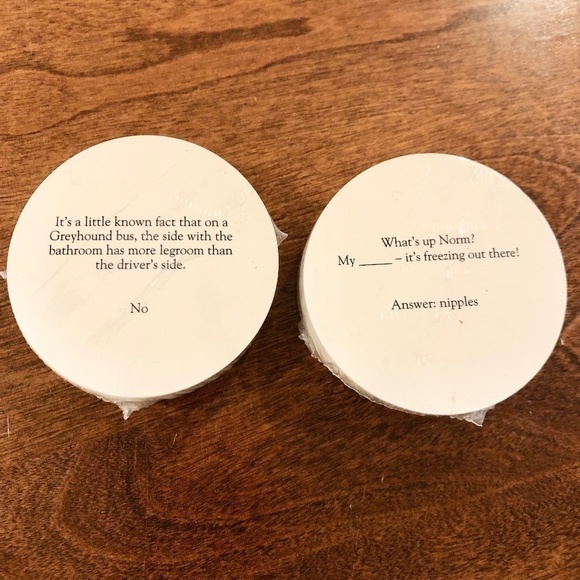 It's a little known fact that on a
Greyhound bus, the side with the
bathroom has more legroom than
the driver's side.
No
What's up Norm?
My _____ – it's freezing out there!
Answer: nipples